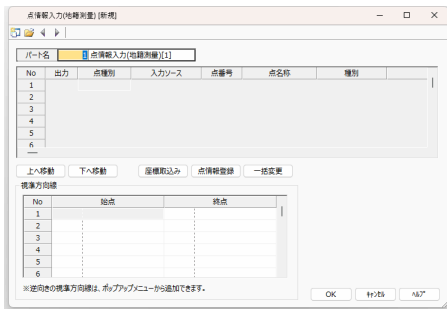 点情報入力(地籍測量) [新規]
パート名 1 点情報入力(地籍測量)[1]
No 出力 点種別 入力ソース 点番号 点名称 種別
1
2
3
4
5
6
上へ移動 下へ移動 座標取込み 点情報登録 一括変更
視準方向線
No 始点 終点
1
2
3
4
5
6
※逆向きの視準方向線は、ポップアップメニューから追加できます。
OK ｷｬﾝｾﾙ ﾍﾙﾌﾟ